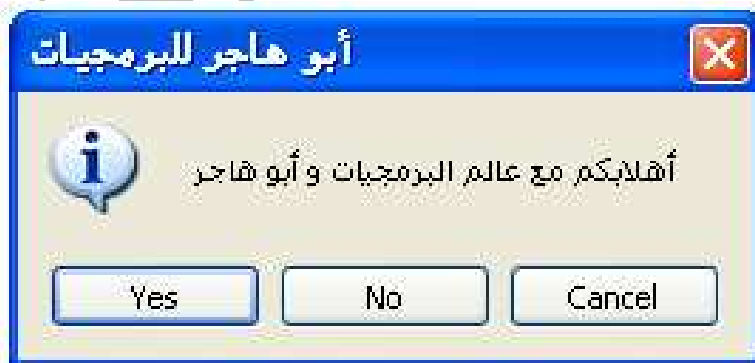 أبو هاجر للبرمجيات
أهلابكم مع عالم البرمجيات و أبو هاجر
Yes No Cancel